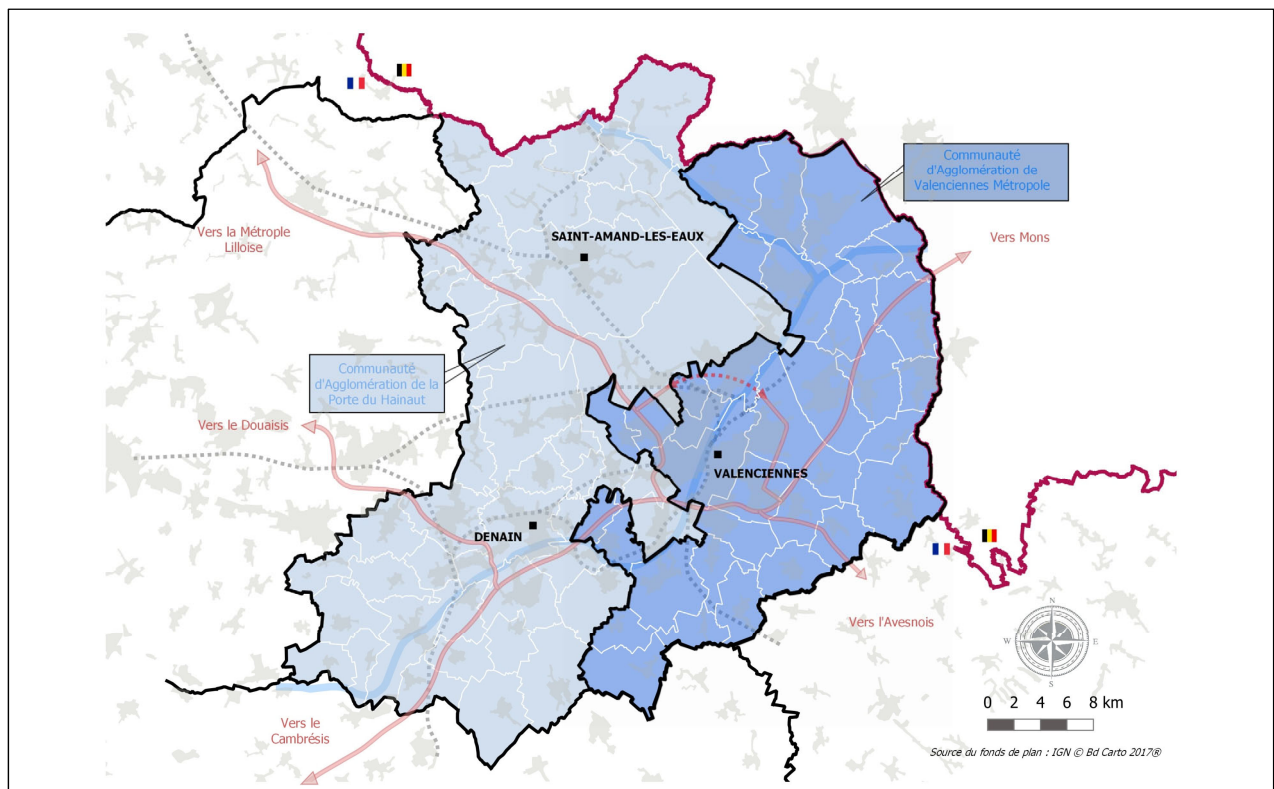 Communauté
d'Agglomération de
Valenciennes Métropole
Vers la Métrople
Lilloise
SAINT-AMAND-LES-EAUX
Vers Mons
Communauté
d'Agglomération de la
Porte du Hainaut
Vers le Douaisis
VALENCIENNES
DENAIN
Vers l'Avesnois
N
W
E
S
0 2 4 6 8 km
Vers le
Cambrésis
Source du fonds de plan : IGN © Bd Carto 2017®